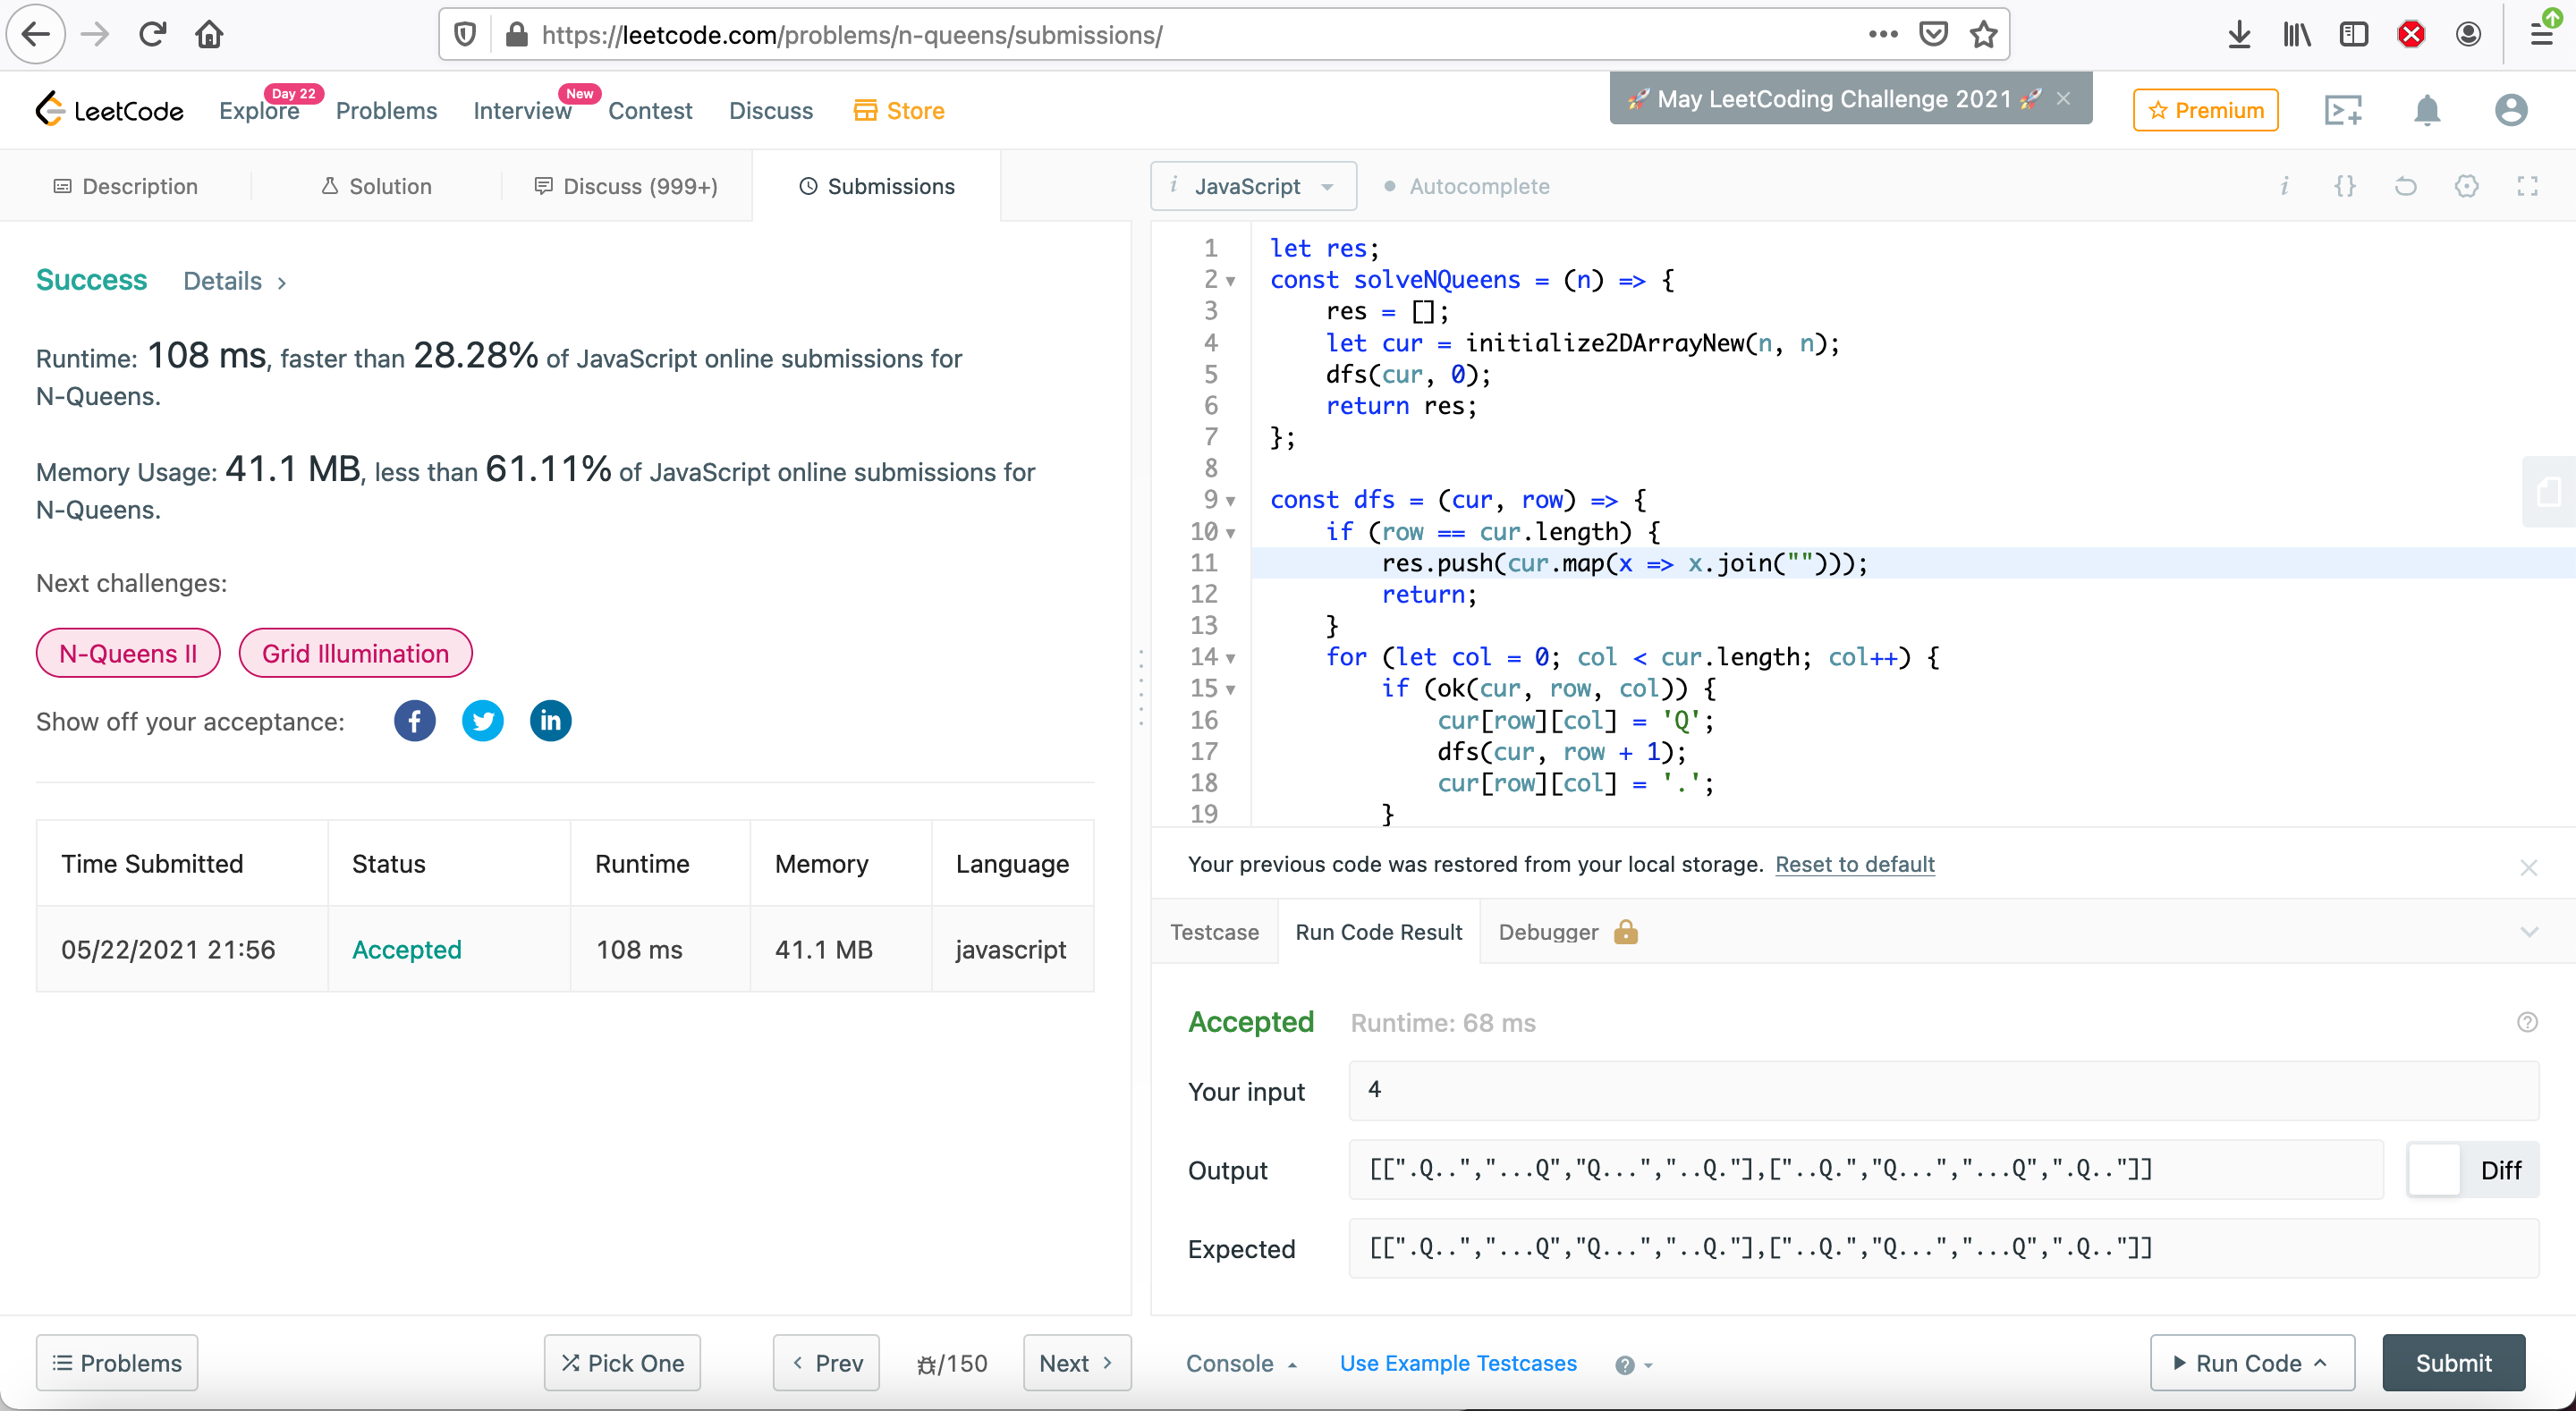 https://leetcode.com/problems/n-queens/submissions/
LeetCode
Explore
Day 22
Problems
Interview
New
Contest
Discuss
Store
🚀 May LeetCoding Challenge 2021 🚀 ×
Premium
Description
Solution
Discuss (999+)
Submissions
i JavaScript
Autocomplete
i
{}
Success Details >
Runtime: 108 ms, faster than 28.28% of JavaScript online submissions for
N-Queens.
Memory Usage: 41.1 MB, less than 61.11% of JavaScript online submissions for
N-Queens.
Next challenges:
N-Queens II
Grid Illumination
Show off your acceptance:
Time Submitted Status Runtime Memory Language
05/22/2021 21:56 Accepted 108 ms 41.1 MB javascript
1 let res;
2 const solveNQueens = (n) => {
3     res = [];
4     let cur = initialize2DArrayNew(n, n);
5     dfs(cur, 0);
6     return res;
7 };
8
9 const dfs = (cur, row) => {
10     if (row == cur.length) {
11         res.push(cur.map(x => x.join("")));
12         return;
13     }
14     for (let col = 0; col < cur.length; col++) {
15         if (ok(cur, row, col)) {
16             cur[row][col] = 'Q';
17             dfs(cur, row + 1);
18             cur[row][col] = '.';
19         }
Your previous code was restored from your local storage. Reset to default
Testcase
Run Code Result
Debugger
Accepted Runtime: 68 ms
Your input 4
Output [[".Q..","...Q","Q...","..Q."],["..Q.","Q...","...Q",".Q.."]] Diff
Expected [[".Q..","...Q","Q...","..Q."],["..Q.","Q...","...Q",".Q.."]]
Problems
Pick One
< Prev
/150
Next >
Console
Use Example Testcases
Run Code
Submit